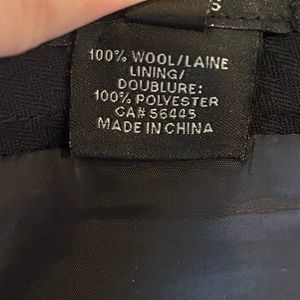 S
100% WOOL/LAINE
LINING/
DOUBLURE:
100% POLYESTER
CA# 56445
MADE IN CHINA